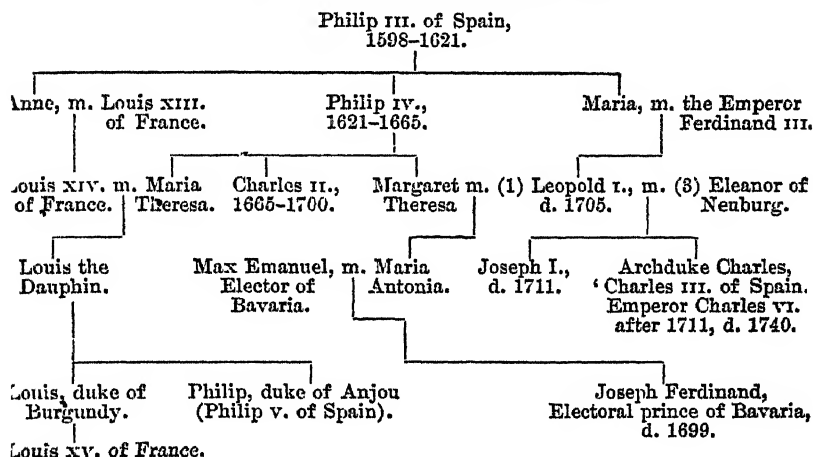 Philip III. of Spain,
1598–1621.
Anne, m. Louis XIII. Philip IV., Maria, m. the Emperor
of France. 1621–1665. Ferdinand III.
Louis XIV. m. Maria Charles II., Margaret m. (1) Leopold I., m. (3) Eleanor of
of France. Theresa. 1665–1700. Theresa d. 1705. Neuburg.
Louis the Max Emanuel, m. Maria Joseph I., Archduke Charles,
Dauphin. Elector of Antonia. d. 1711. ‘ Charles III. of Spain.
Bavaria. Emperor Charles VI.
after 1711, d. 1740.
Louis, duke of Philip, duke of Anjou Joseph Ferdinand,
Burgundy. (Philip V. of Spain). Electoral prince of Bavaria,
d. 1699.
Louis XV. of France.